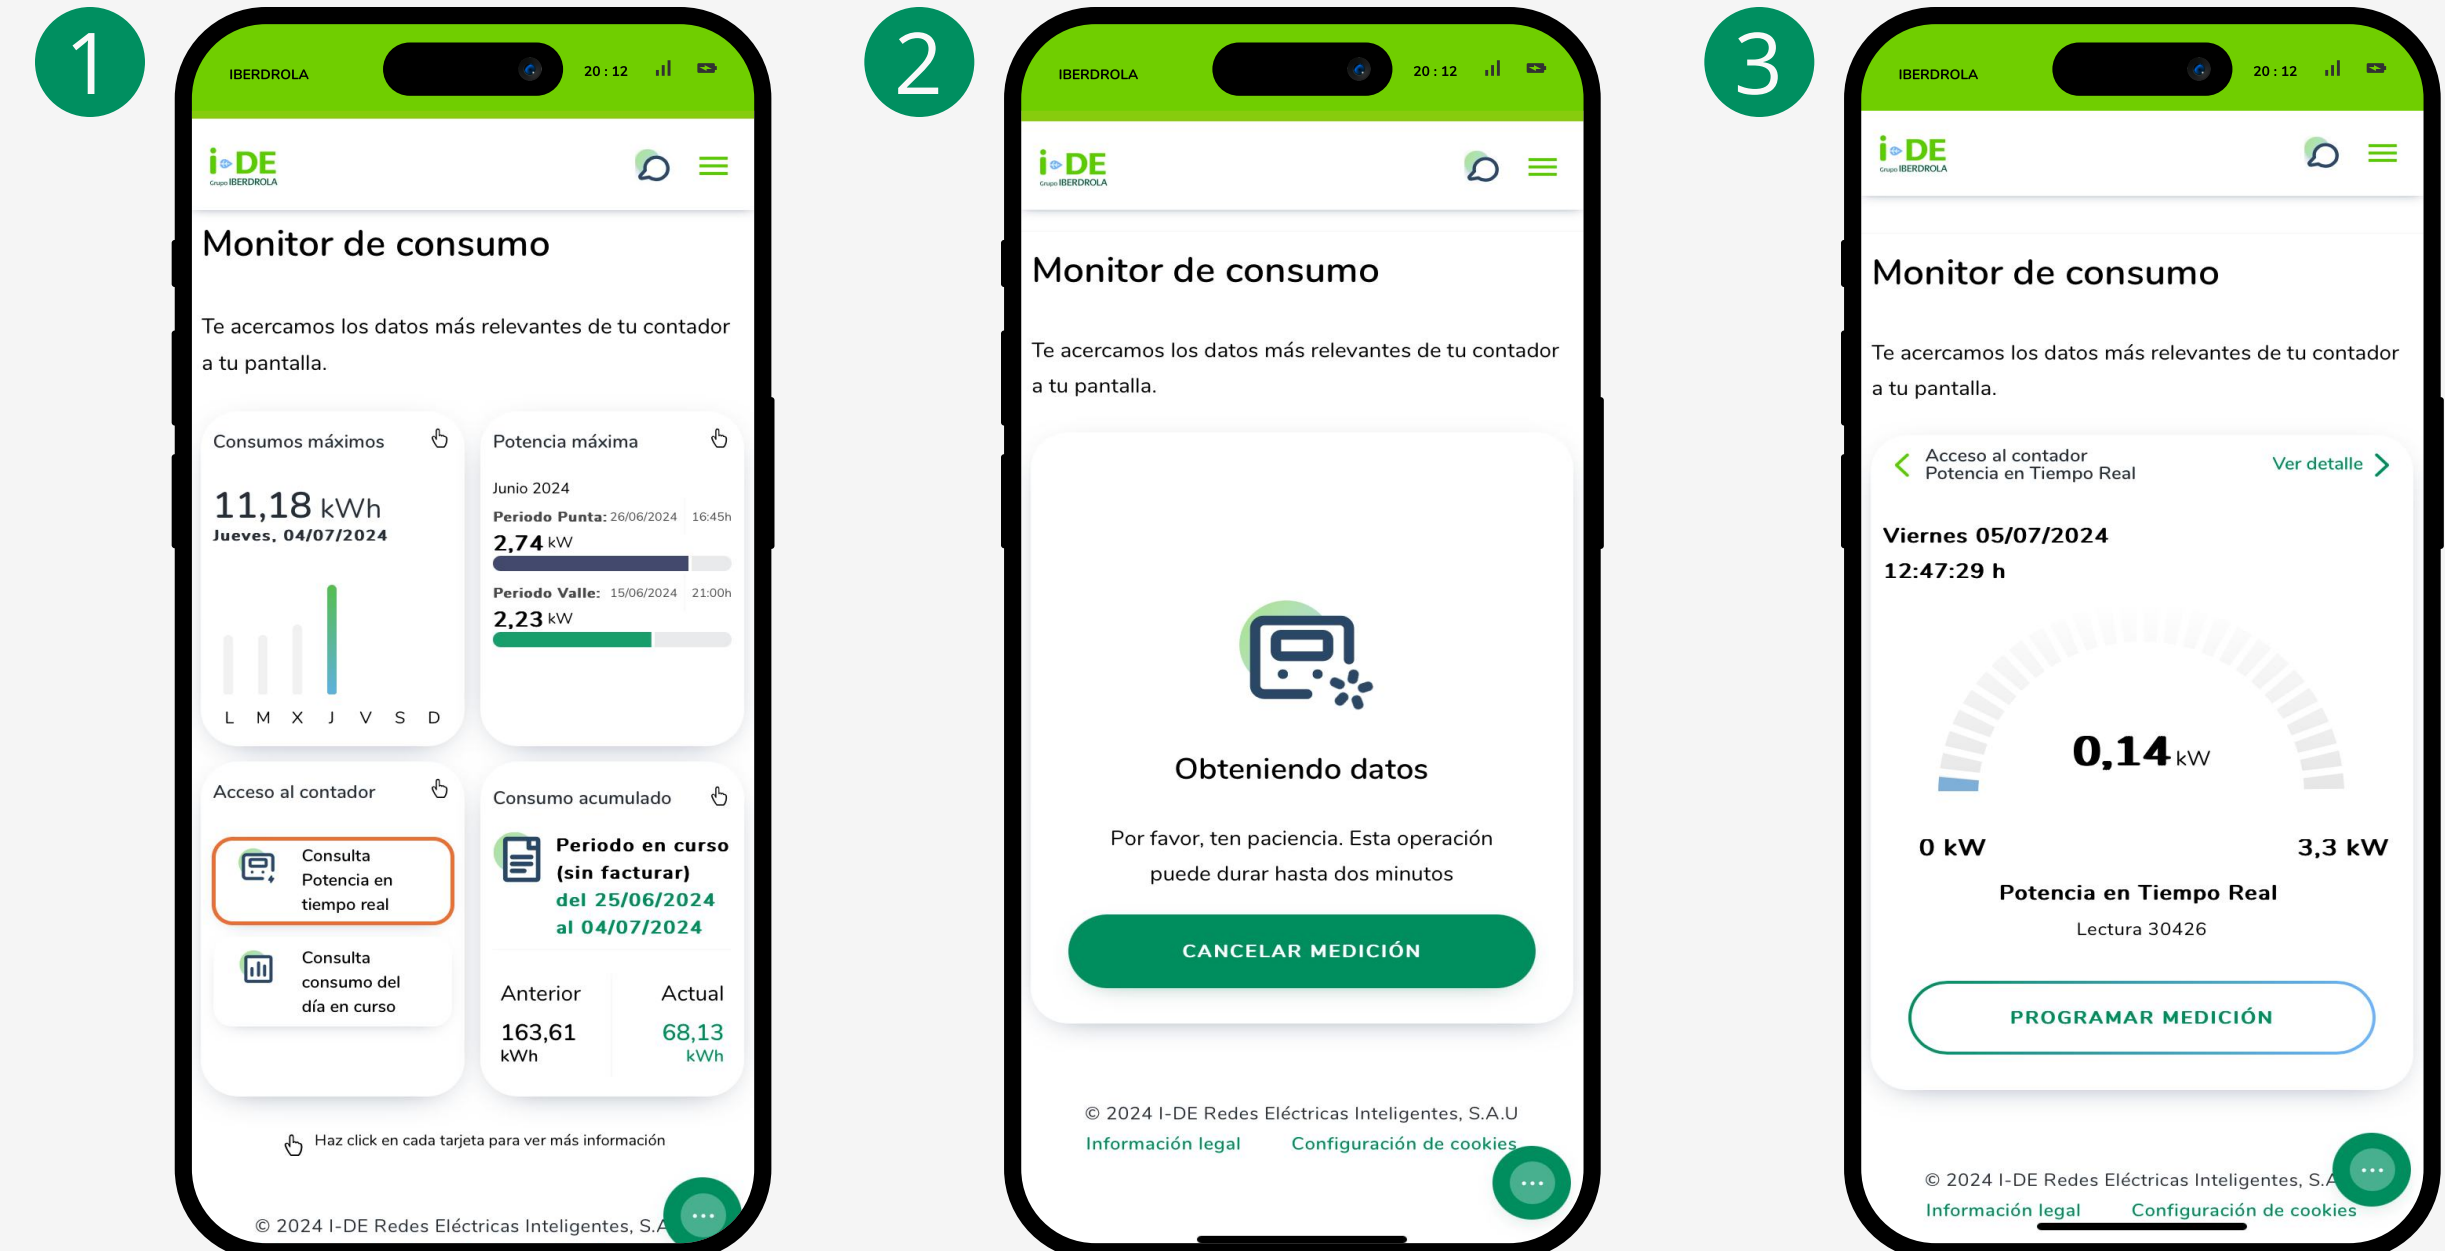 1
IBERDROLA
20 : 12
i-DE
Grupo IBERDROLA
Monitor de consumo
Te acercamos los datos más relevantes de tu contador
a tu pantalla.
Consumos máximos
11,18 kWh
Jueves, 04/07/2024
L M X J V S D
Potencia máxima
Junio 2024
Periodo Punta: 26/06/2024 16:45h
2,74 kW
Periodo Valle: 15/06/2024 21:00h
2,23 kW
Acceso al contador
Consulta
Potencia en
tiempo real
Consulta
consumo del
día en curso
Consumo acumulado
Periodo en curso
(sin facturar)
del 25/06/2024
al 04/07/2024
Anterior Actual
163,61 68,13
kWh kWh
Haz click en cada tarjeta para ver más información
© 2024 I-DE Redes Eléctricas Inteligentes, S.A
2
IBERDROLA
20 : 12
i-DE
Grupo IBERDROLA
Monitor de consumo
Te acercamos los datos más relevantes de tu contador
a tu pantalla.
Obteniendo datos
Por favor, ten paciencia. Esta operación
puede durar hasta dos minutos
CANCELAR MEDICIÓN
© 2024 I-DE Redes Eléctricas Inteligentes, S.A.U
Información legal Configuración de cookies
3
IBERDROLA
20 : 12
i-DE
Grupo IBERDROLA
Monitor de consumo
Te acercamos los datos más relevantes de tu contador
a tu pantalla.
Acceso al contador
Potencia en Tiempo Real
Ver detalle
Viernes 05/07/2024
12:47:29 h
0,14 kW
0 kW 3,3 kW
Potencia en Tiempo Real
Lectura 30426
PROGRAMAR MEDICIÓN
© 2024 I-DE Redes Eléctricas Inteligentes, S.A
Información legal Configuración de cookies